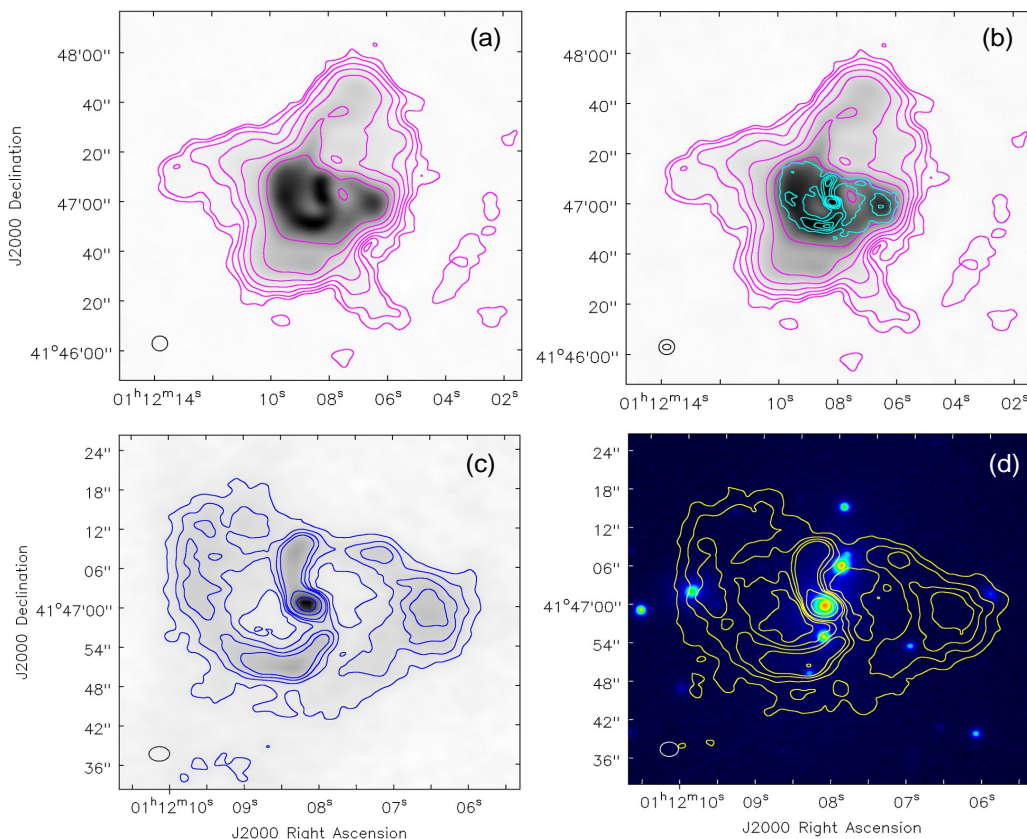 (a)
48'00"
40"
20"
47'00"
40"
20"
41°46'00"
J2000 Declination
01ʰ12ᵐ14ˢ 10ˢ 08ˢ 06ˢ 04ˢ 02ˢ
(b)
48'00"
40"
20"
47'00"
40"
20"
41°46'00"
01ʰ12ᵐ14ˢ 10ˢ 08ˢ 06ˢ 04ˢ 02ˢ
(c)
24"
18"
12"
06"
41°47'00"
54"
48"
42"
36"
J2000 Declination
01ʰ12ᵐ10ˢ 09ˢ 08ˢ 07ˢ 06ˢ
J2000 Right Ascension
(d)
24"
18"
12"
06"
41°47'00"
54"
48"
42"
36"
01ʰ12ᵐ10ˢ 09ˢ 08ˢ 07ˢ 06ˢ
J2000 Right Ascension